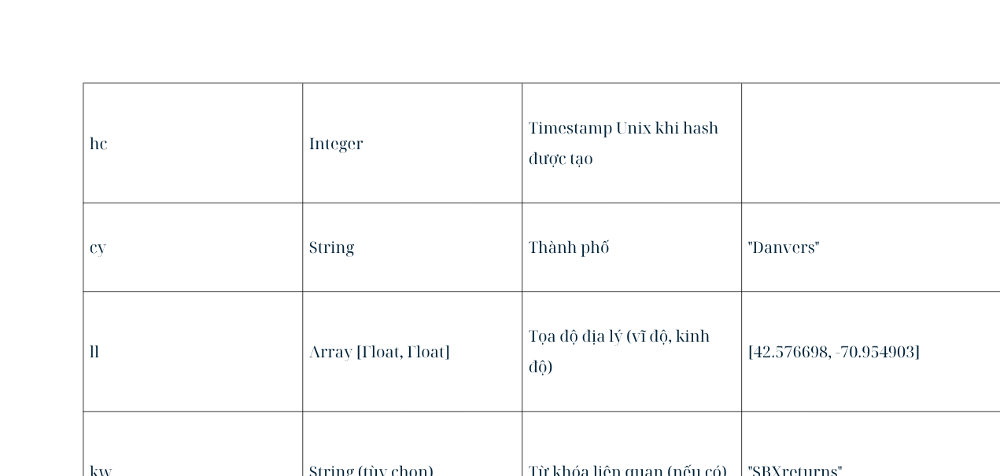 hc
Integer
Timestamp Unix khi hash
được tạo
cy
String
Thành phố
"Danvers"
ll
Array [Float, Float]
Tọa độ địa lý (vĩ độ, kinh
độ)
[42.576698, -70.954903]
kw
String (tùy chọn)
Từ khóa liên quan (nếu có)
"SBXreturns"